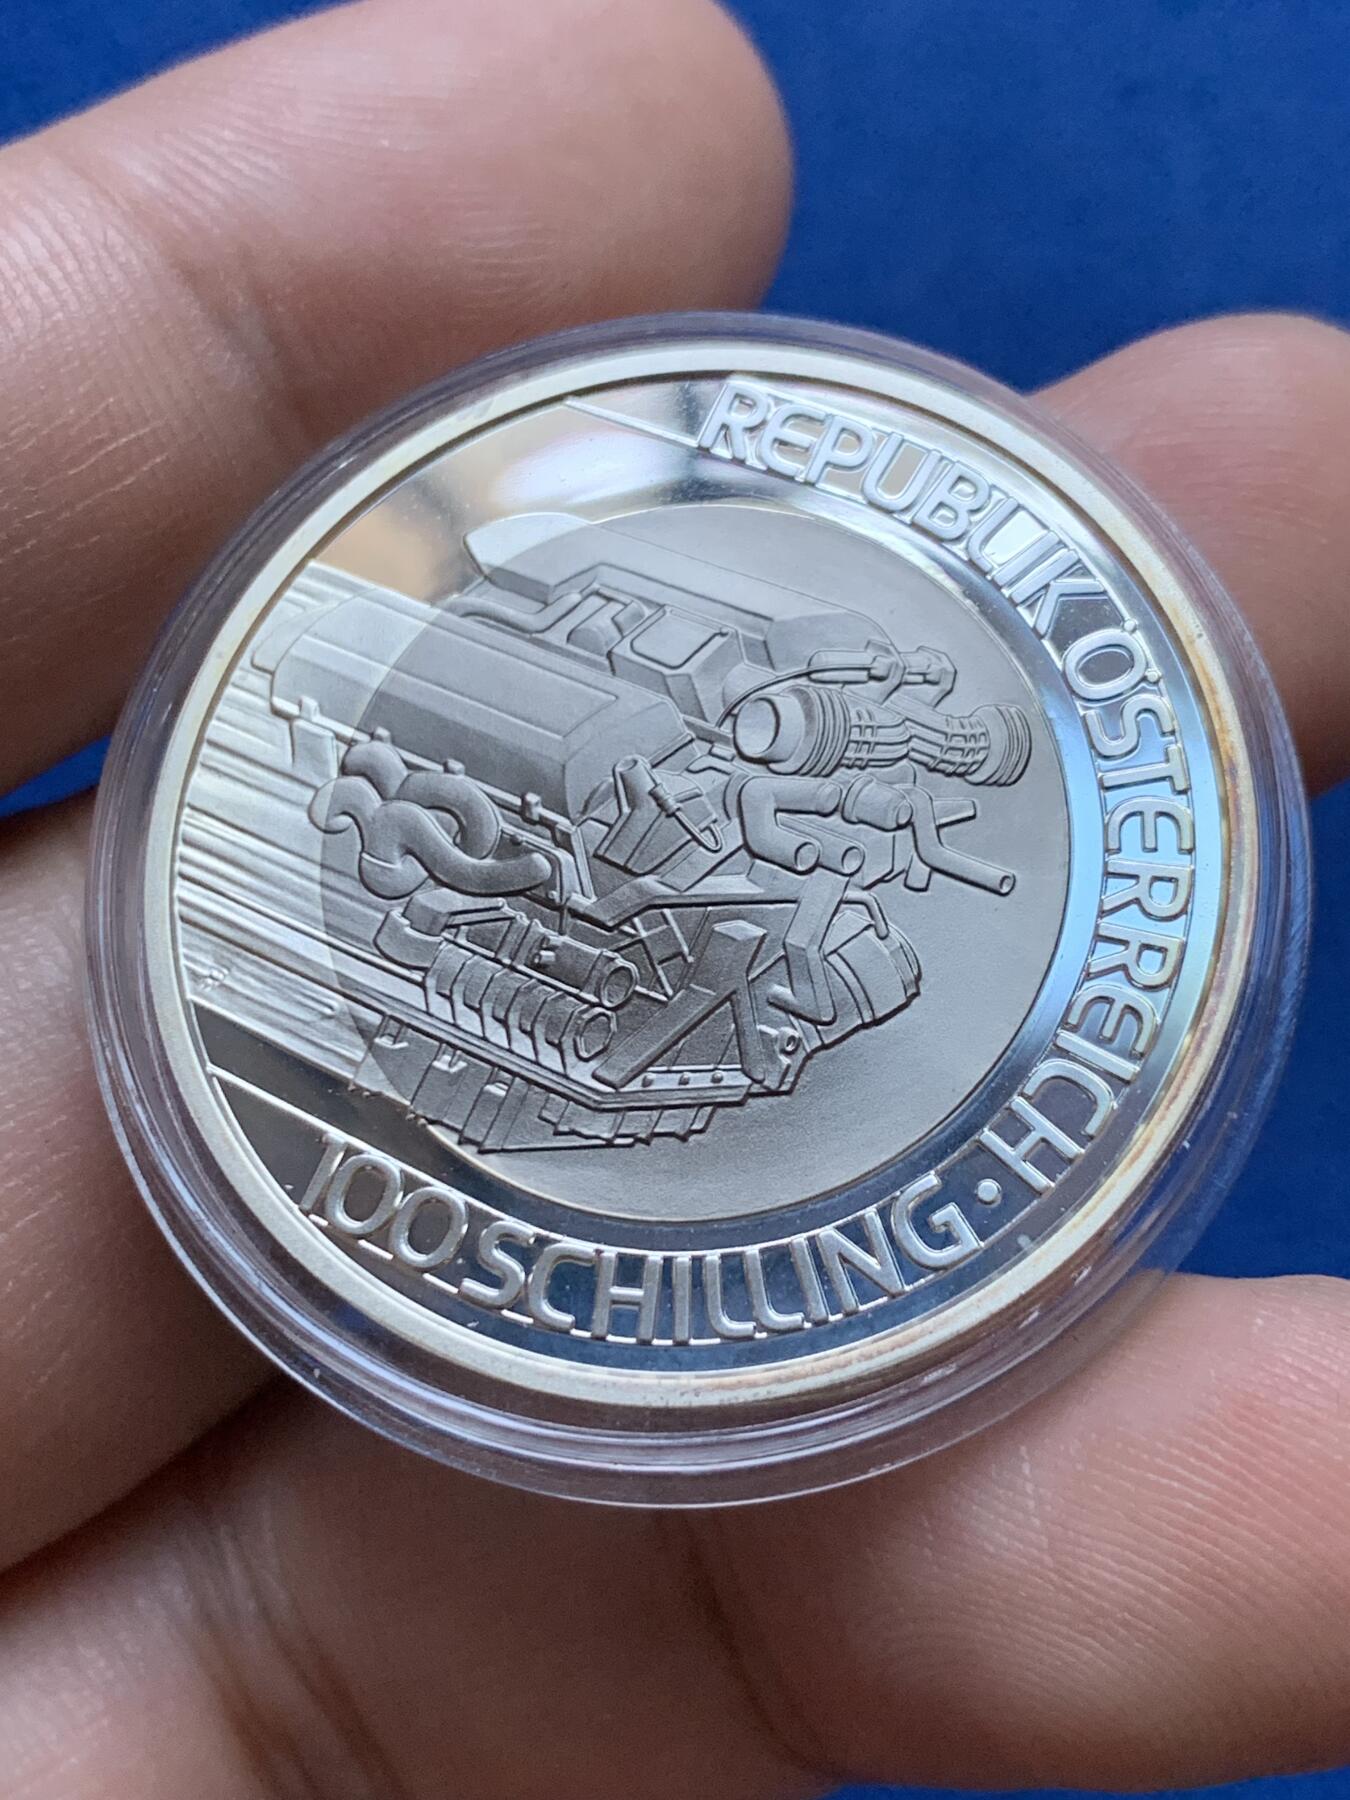 REPUBLIK ÖSTERREICH · 100 SCHILLING